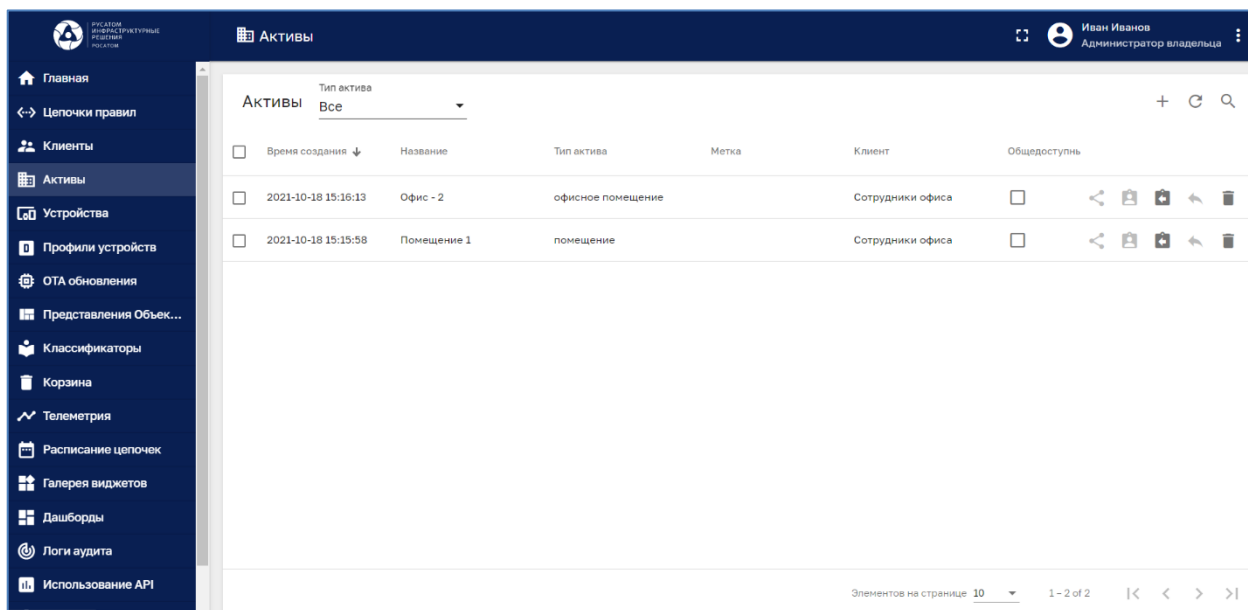 РУСАТОМ
ИНФРАСТРУКТУРНЫЕ
РЕШЕНИЯ
РОСАТОМ
Активы
Иван Иванов
Администратор владельца
Главная
Цепочки правил
Клиенты
Активы
Устройства
Профили устройств
ОТА обновления
Представления Объек...
Классификаторы
Корзина
Телеметрия
Расписание цепочек
Галерея виджетов
Дашборды
Логи аудита
Использование API
Активы
Тип актива
Все
Время создания Название Тип актива Метка Клиент Общедоступнь
2021-10-18 15:16:13 Офис - 2 офисное помещение Сотрудники офиса
2021-10-18 15:15:58 Помещение 1 помещение Сотрудники офиса
Элементов на странице 10 1 – 2 of 2